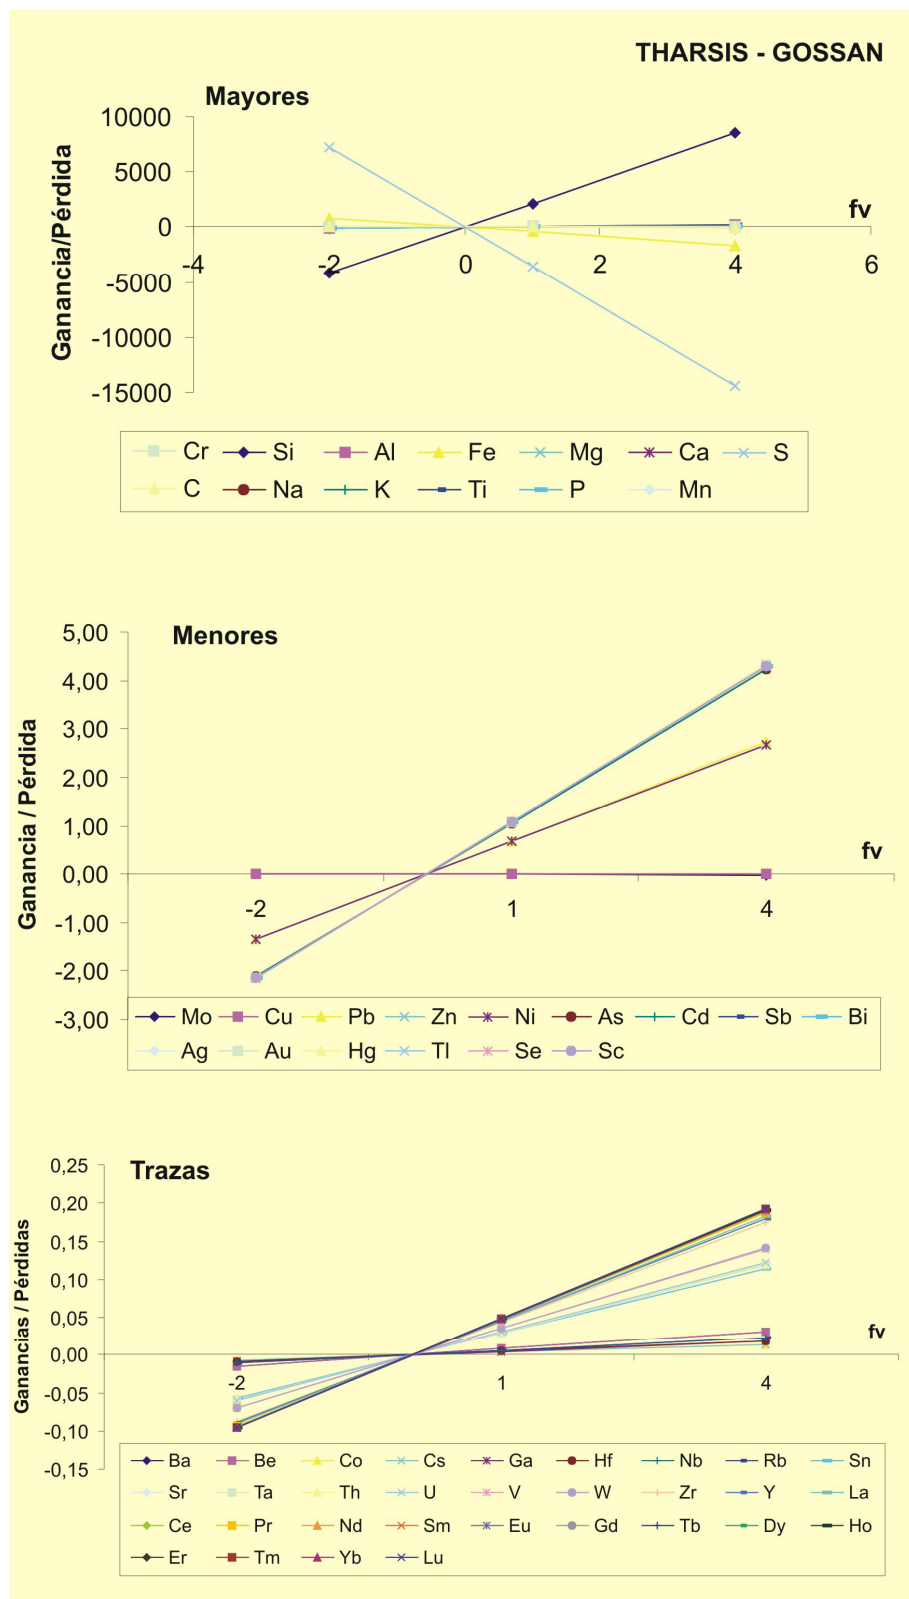 THARSIS - GOSSAN
Mayores
Ganancia/Pérdida
10000
5000
0
-5000
-10000
-15000
fv
-4 -2 0 2 4 6
Cr Si Al Fe Mg Ca S
C Na K Ti P Mn
Menores
Ganancia / Pérdida
5,00
4,00
3,00
2,00
1,00
0,00
-1,00
-2,00
-3,00
fv
-2 1 4
Mo Cu Pb Zn Ni As Cd Sb Bi
Ag Au Hg Tl Se Sc
Trazas
Ganancias / Pérdidas
0,25
0,20
0,15
0,10
0,05
0,00
-0,05
-0,10
-0,15
fv
-2 1 4
Ba Be Co Cs Ga Hf Nb Rb Sn
Sr Ta Th U V W Zr Y La
Ce Pr Nd Sm Eu Gd Tb Dy Ho
Er Tm Yb Lu